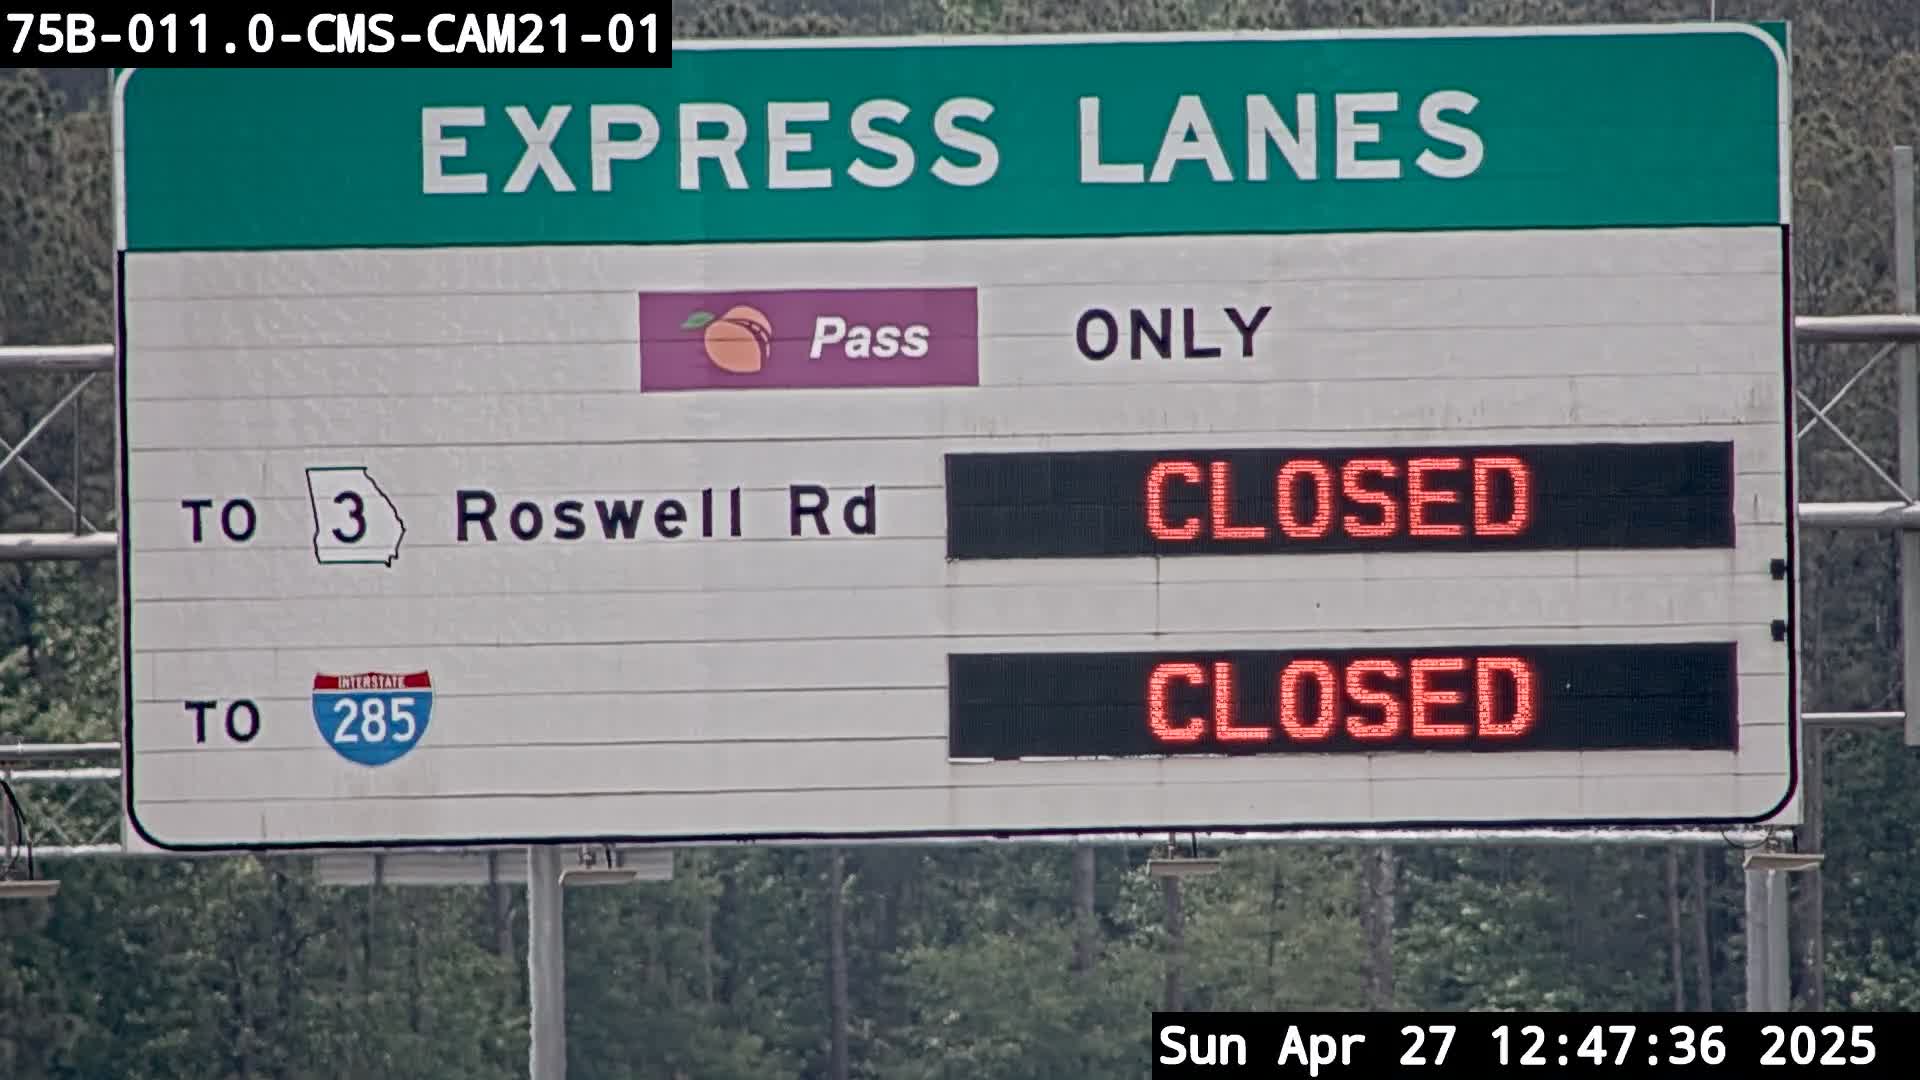 75B-011.0-CMS-CAM21-01
EXPRESS LANES
Pass ONLY
TO 3 Roswell Rd CLOSED
INTERSTATE
TO 285 CLOSED
Sun Apr 27 12:47:36 2025